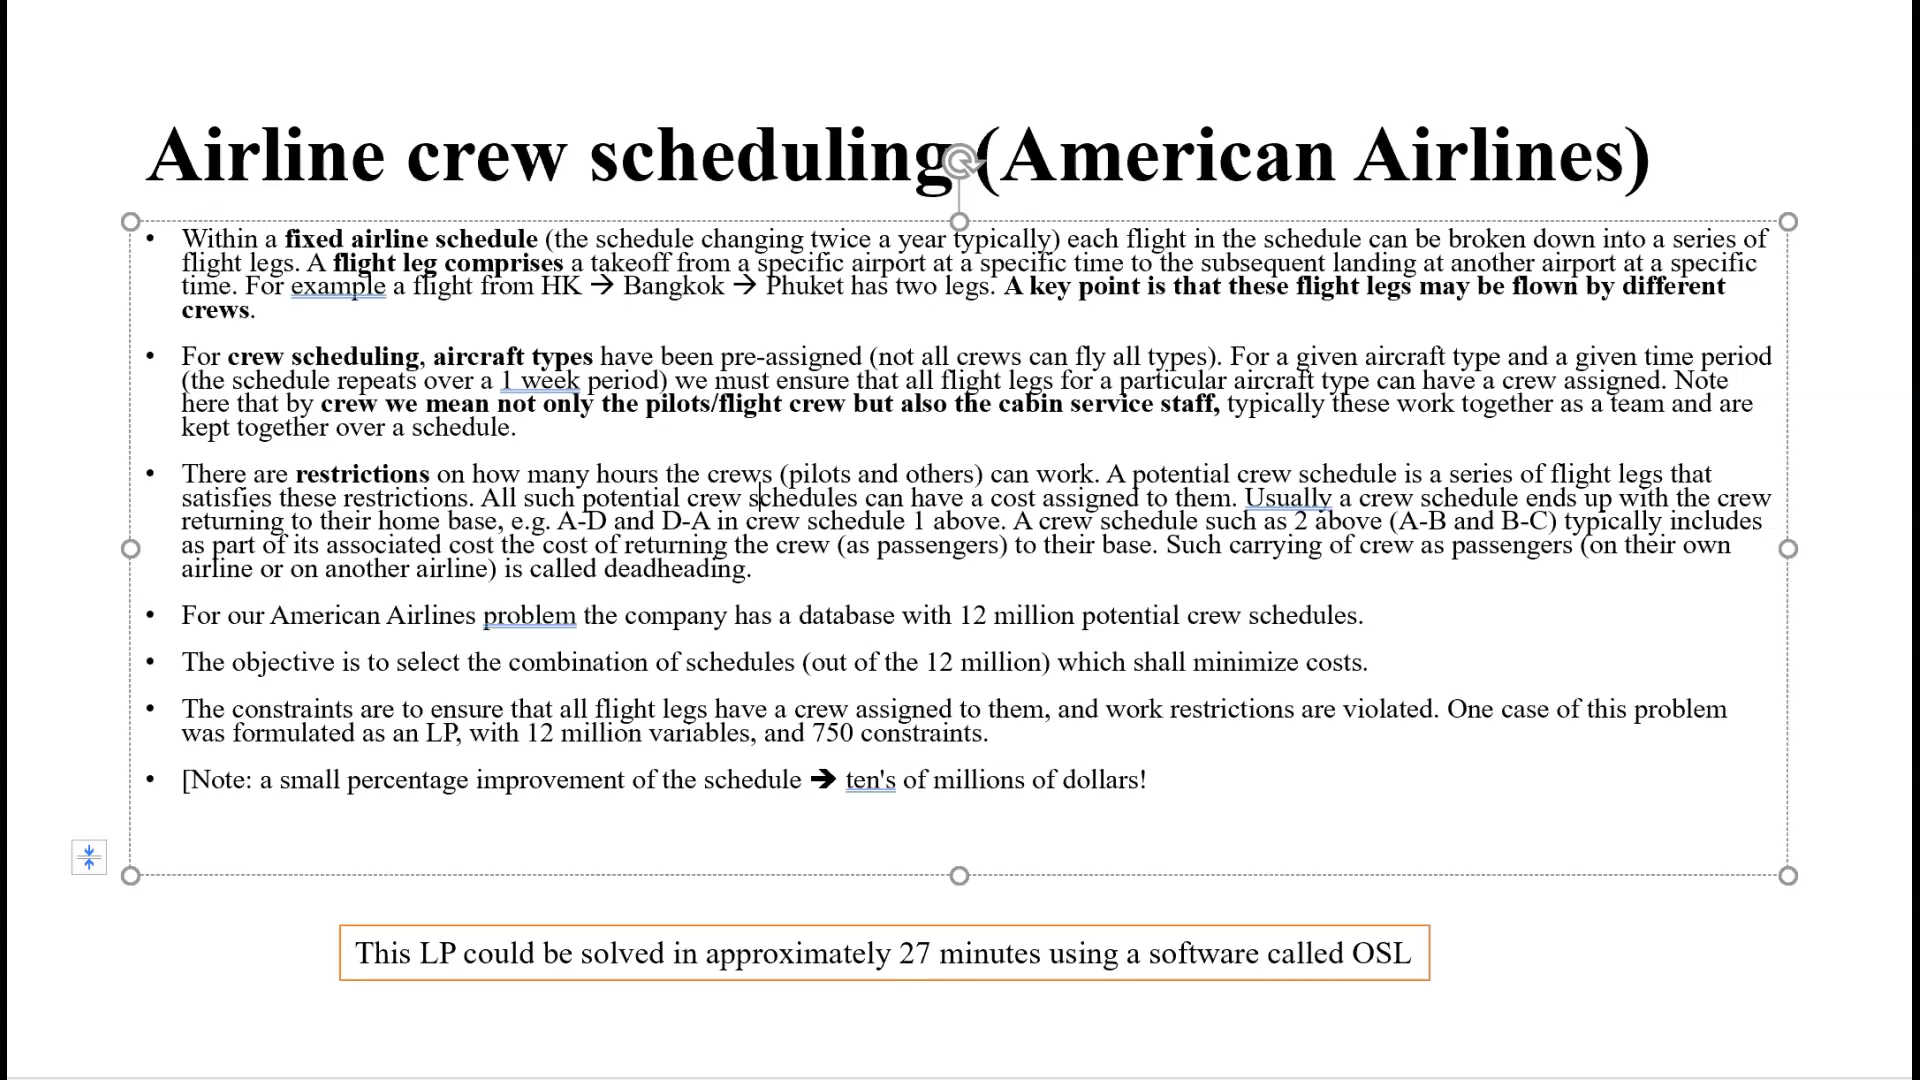 Airline crew scheduling (American Airlines)
• Within a fixed airline schedule (the schedule changing twice a year typically) each flight in the schedule can be broken down into a series of
flight legs. A flight leg comprises a takeoff from a specific airport at a specific time to the subsequent landing at another airport at a specific
time. For example a flight from HK → Bangkok → Phuket has two legs. A key point is that these flight legs may be flown by different
crews.
• For crew scheduling, aircraft types have been pre-assigned (not all crews can fly all types). For a given aircraft type and a given time period
(the schedule repeats over a 1 week period) we must ensure that all flight legs for a particular aircraft type can have a crew assigned. Note
here that by crew we mean not only the pilots/flight crew but also the cabin service staff, typically these work together as a team and are
kept together over a schedule.
• There are restrictions on how many hours the crews (pilots and others) can work. A potential crew schedule is a series of flight legs that
satisfies these restrictions. All such potential crew schedules can have a cost assigned to them. Usually a crew schedule ends up with the crew
returning to their home base, e.g. A-D and D-A in crew schedule 1 above. A crew schedule such as 2 above (A-B and B-C) typically includes
as part of its associated cost the cost of returning the crew (as passengers) to their base. Such carrying of crew as passengers (on their own
airline or on another airline) is called deadheading.
• For our American Airlines problem the company has a database with 12 million potential crew schedules.
• The objective is to select the combination of schedules (out of the 12 million) which shall minimize costs.
• The constraints are to ensure that all flight legs have a crew assigned to them, and work restrictions are violated. One case of this problem
was formulated as an LP, with 12 million variables, and 750 constraints.
• [Note: a small percentage improvement of the schedule ➔ ten's of millions of dollars!
This LP could be solved in approximately 27 minutes using a software called OSL